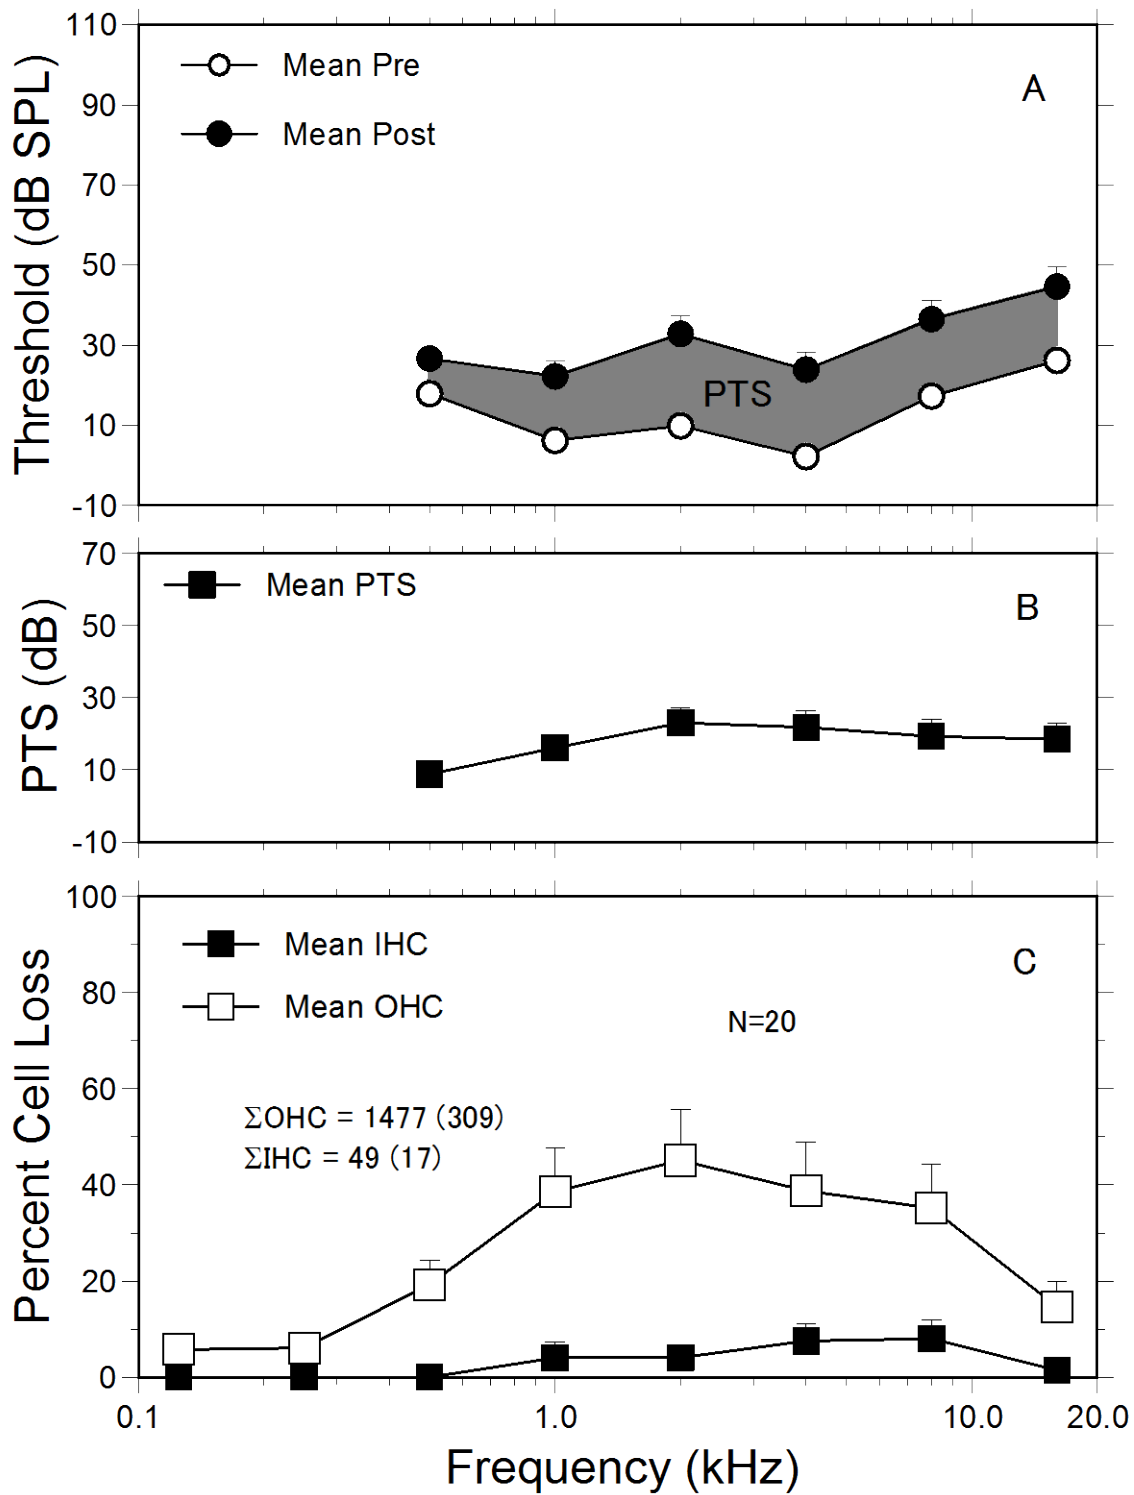 110
90
70
50
30
10
-10
Threshold (dB SPL)
Mean Pre
Mean Post
A
PTS
70
50
30
10
-10
PTS (dB)
Mean PTS
B
100
80
60
40
20
0
Percent Cell Loss
Mean IHC
Mean OHC
C
N=20
ΣOHC = 1477 (309)
ΣIHC = 49 (17)
0.1 1.0 10.0 20.0
Frequency (kHz)